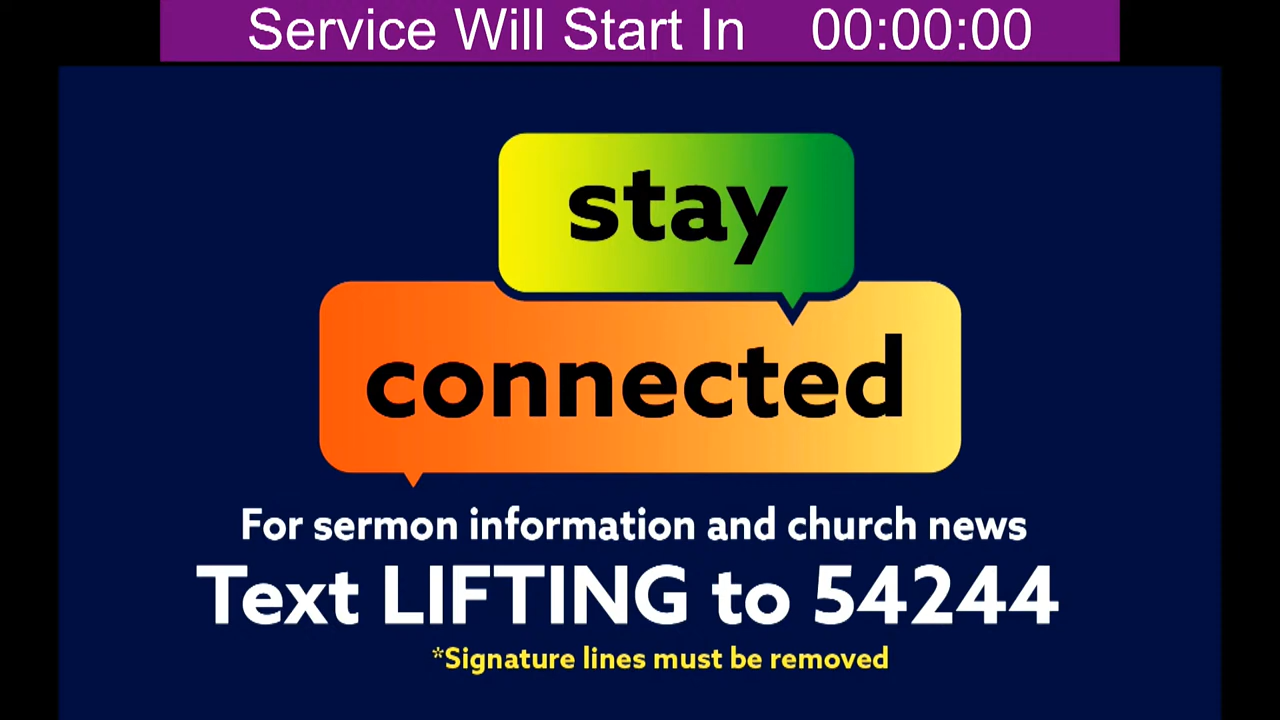 Service Will Start In 00:00:00
stay
connected
For sermon information and church news
Text LIFTING to 54244
*Signature lines must be removed